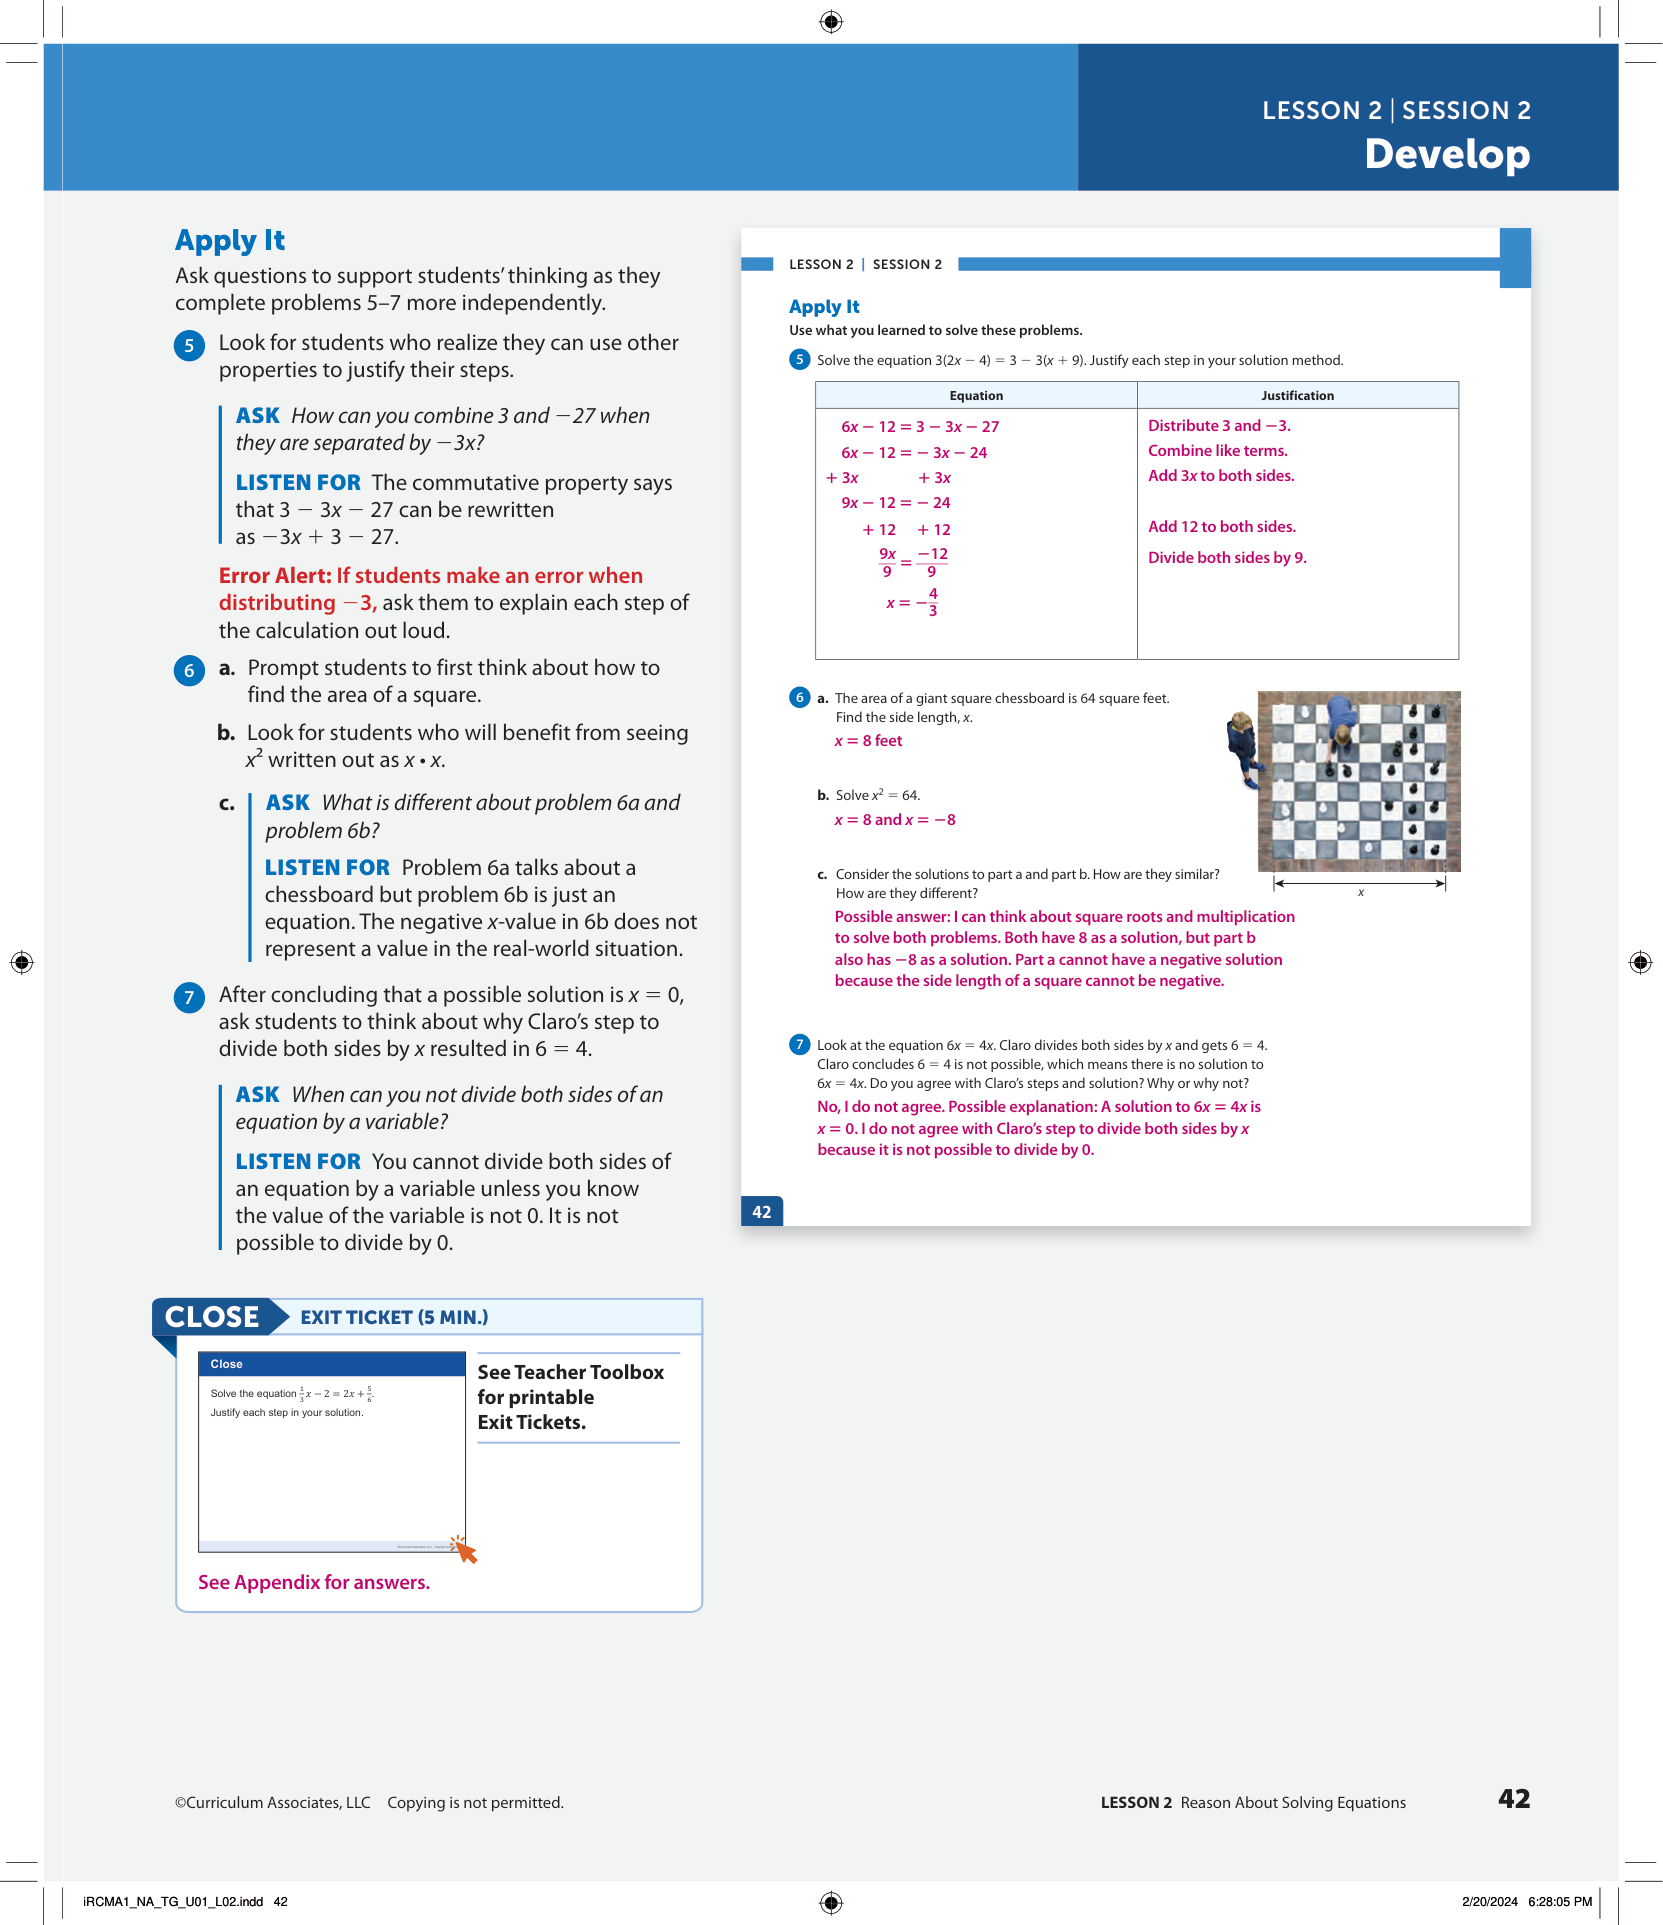 LESSON 2 | SESSION 2
Develop
Apply It
Ask questions to support students’ thinking as they
complete problems 5–7 more independently.
5 Look for students who realize they can use other
properties to justify their steps.
ASK How can you combine 3 and −27 when
they are separated by −3x?
LISTEN FOR The commutative property says
that 3 − 3x − 27 can be rewritten
as −3x + 3 − 27.
Error Alert: If students make an error when
distributing −3, ask them to explain each step of
the calculation out loud.
6 a. Prompt students to first think about how to
find the area of a square.
b. Look for students who will benefit from seeing
x² written out as x • x.
c. ASK What is different about problem 6a and
problem 6b?
LISTEN FOR Problem 6a talks about a
chessboard but problem 6b is just an
equation. The negative x-value in 6b does not
represent a value in the real-world situation.
7 After concluding that a possible solution is x = 0,
ask students to think about why Claro’s step to
divide both sides by x resulted in 6 = 4.
ASK When can you not divide both sides of an
equation by a variable?
LISTEN FOR You cannot divide both sides of
an equation by a variable unless you know
the value of the variable is not 0. It is not
possible to divide by 0.
CLOSE EXIT TICKET (5 MIN.)
Close
Solve the equation 1/3 x − 2 = 2x + 5/6.
Justify each step in your solution.
See Teacher Toolbox
for printable
Exit Tickets.
See Appendix for answers.
LESSON 2 | SESSION 2
Apply It
Use what you learned to solve these problems.
5 Solve the equation 3(2x − 4) = 3 − 3(x + 9). Justify each step in your solution method.
Equation Justification
6x − 12 = 3 − 3x − 27 Distribute 3 and −3.
6x − 12 = − 3x − 24 Combine like terms.
+ 3x + 3x Add 3x to both sides.
9x − 12 = − 24
+ 12 + 12 Add 12 to both sides.
9x/9 = −12/9 Divide both sides by 9.
x = −4/3
6 a. The area of a giant square chessboard is 64 square feet.
Find the side length, x.
x = 8 feet
b. Solve x² = 64.
x = 8 and x = −8
c. Consider the solutions to part a and part b. How are they similar?
How are they different?
x
Possible answer: I can think about square roots and multiplication
to solve both problems. Both have 8 as a solution, but part b
also has −8 as a solution. Part a cannot have a negative solution
because the side length of a square cannot be negative.
7 Look at the equation 6x = 4x. Claro divides both sides by x and gets 6 = 4.
Claro concludes 6 = 4 is not possible, which means there is no solution to
6x = 4x. Do you agree with Claro’s steps and solution? Why or why not?
No, I do not agree. Possible explanation: A solution to 6x = 4x is
x = 0. I do not agree with Claro’s step to divide both sides by x
because it is not possible to divide by 0.
42
©Curriculum Associates, LLC Copying is not permitted.
LESSON 2 Reason About Solving Equations 42
iRCMA1_NA_TG_U01_L02.indd 42
2/20/2024 6:28:05 PM